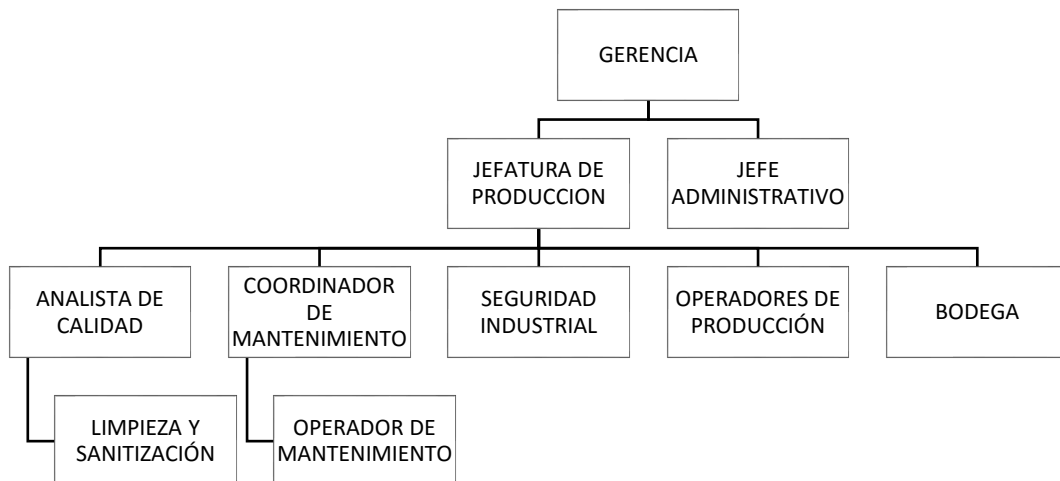 GERENCIA
JEFATURA DE
PRODUCCION
JEFE
ADMINISTRATIVO
ANALISTA DE
CALIDAD
COORDINADOR
DE
MANTENIMIENTO
SEGURIDAD
INDUSTRIAL
OPERADORES DE
PRODUCCIÓN
BODEGA
LIMPIEZA Y
SANITIZACIÓN
OPERADOR DE
MANTENIMIENTO